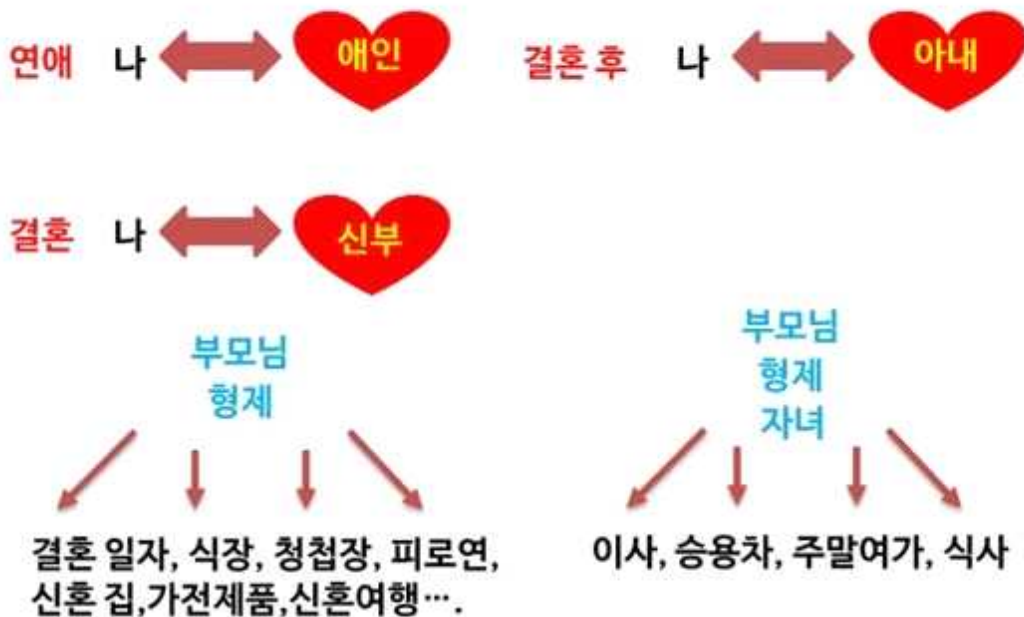 연애 나 애인
결혼 나 신부
부모님
형제
결혼 일자, 식장, 청첩장, 피로연,
신혼 집,가전제품,신혼여행….
결혼 후 나 아내
부모님
형제
자녀
이사, 승용차, 주말여가, 식사